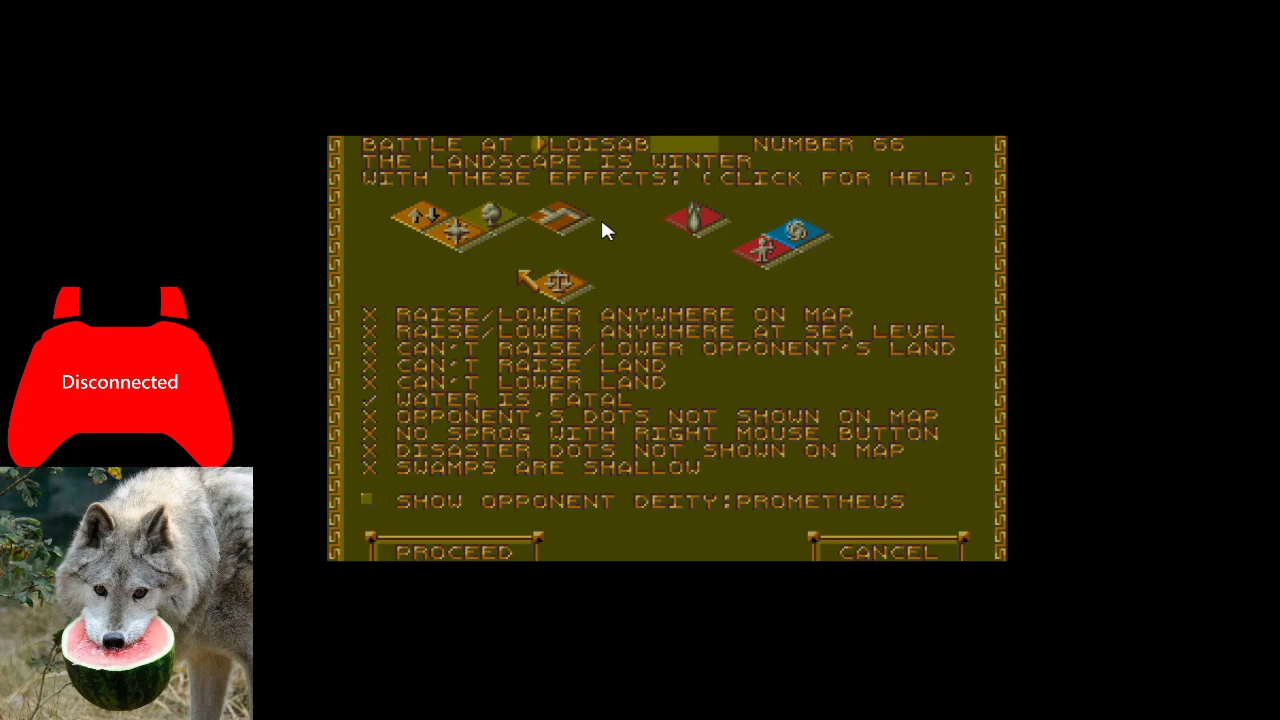 BATTLE AT LOISAB NUMBER 66
THE LANDSCAPE IS WINTER
WITH THESE EFFECTS: (CLICK FOR HELP)
X RAISE/LOWER ANYWHERE ON MAP
X RAISE/LOWER ANYWHERE AT SEA LEVEL
X CAN'T RAISE/LOWER OPPONENT'S LAND
X CAN'T RAISE LAND
X CAN'T LOWER LAND
✓ WATER IS FATAL
X OPPONENT'S DOTS NOT SHOWN ON MAP
X NO SPROG WITH RIGHT MOUSE BUTTON
X DISASTER DOTS NOT SHOWN ON MAP
X SWAMPS ARE SHALLOW
SHOW OPPONENT DEITY:PROMETHEUS
PROCEED CANCEL
Disconnected